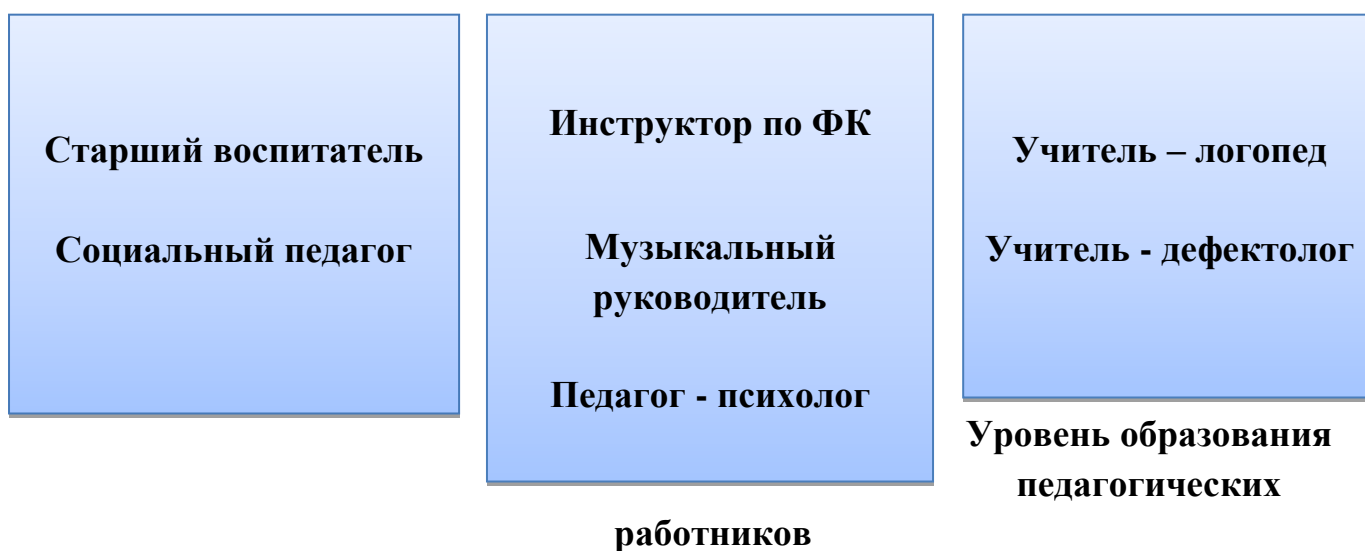 Старший воспитатель
Социальный педагог
Инструктор по ФК
Музыкальный
руководитель
Педагог - психолог
Учитель – логопед
Учитель - дефектолог
Уровень образования
педагогических
работников